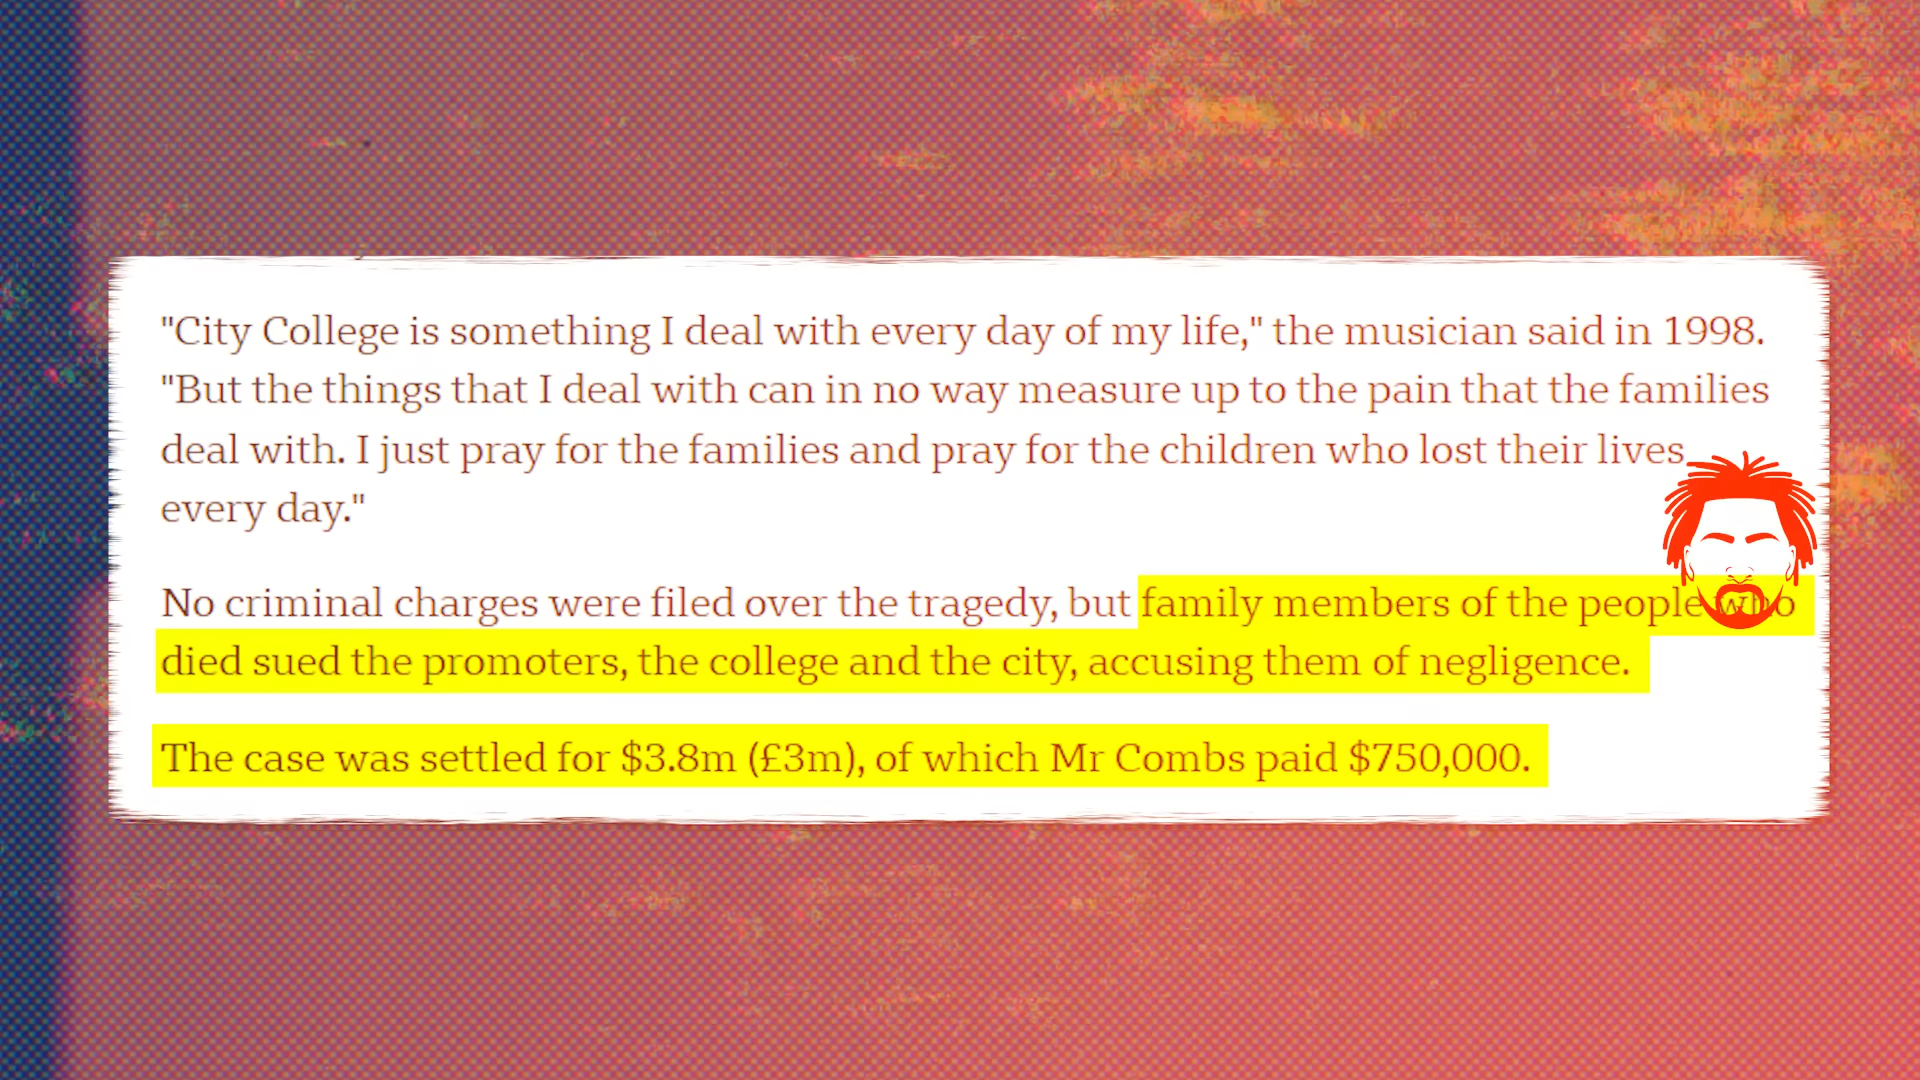 "City College is something I deal with every day of my life," the musician said in 1998.
"But the things that I deal with can in no way measure up to the pain that the families
deal with. I just pray for the families and pray for the children who lost their lives
every day."
No criminal charges were filed over the tragedy, but family members of the people who
died sued the promoters, the college and the city, accusing them of negligence.
The case was settled for $3.8m (£3m), of which Mr Combs paid $750,000.